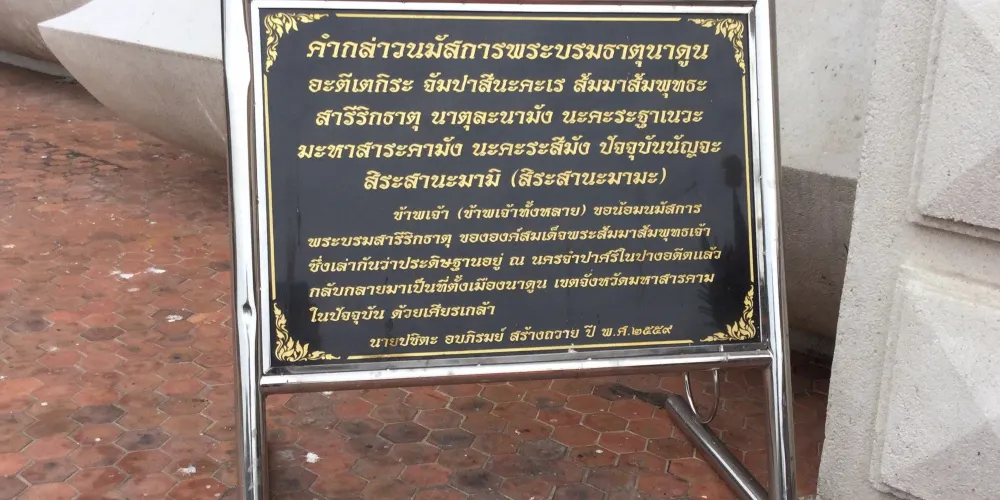 คำกล่าวนมัสการพระบรมธาตุนาดูน
อะตีเตกิระ จัมปาสีนะคะเร สัมมาสัมพุทธะ
สารีริกธาตุ นาตุละนามัง นะคะระฐาเนวะ
มะหาสาระคามัง นะคะระสีมัง ปัจจุบันนัญจะ
สิระสานะมามิ (สิระสานะมามะ)
ข้าพเจ้า (ข้าพเจ้าทั้งหลาย) ขอน้อมนมัสการ
พระบรมสารีริกธาตุ ขององค์สมเด็จพระสัมมาสัมพุทธเจ้า
ซึ่งเล่ากันว่าประดิษฐานอยู่ ณ นครจำปาศรีในปางอดีตแล้ว
กลับกลายมาเป็นที่ตั้งเมืองนาดูน เขตจังหวัดมหาสารคาม
ในปัจจุบัน ด้วยเศียรเกล้า
นายปชิตะ อบภิรมย์ สร้างถวาย ปี พ.ศ.๒๕๕๙